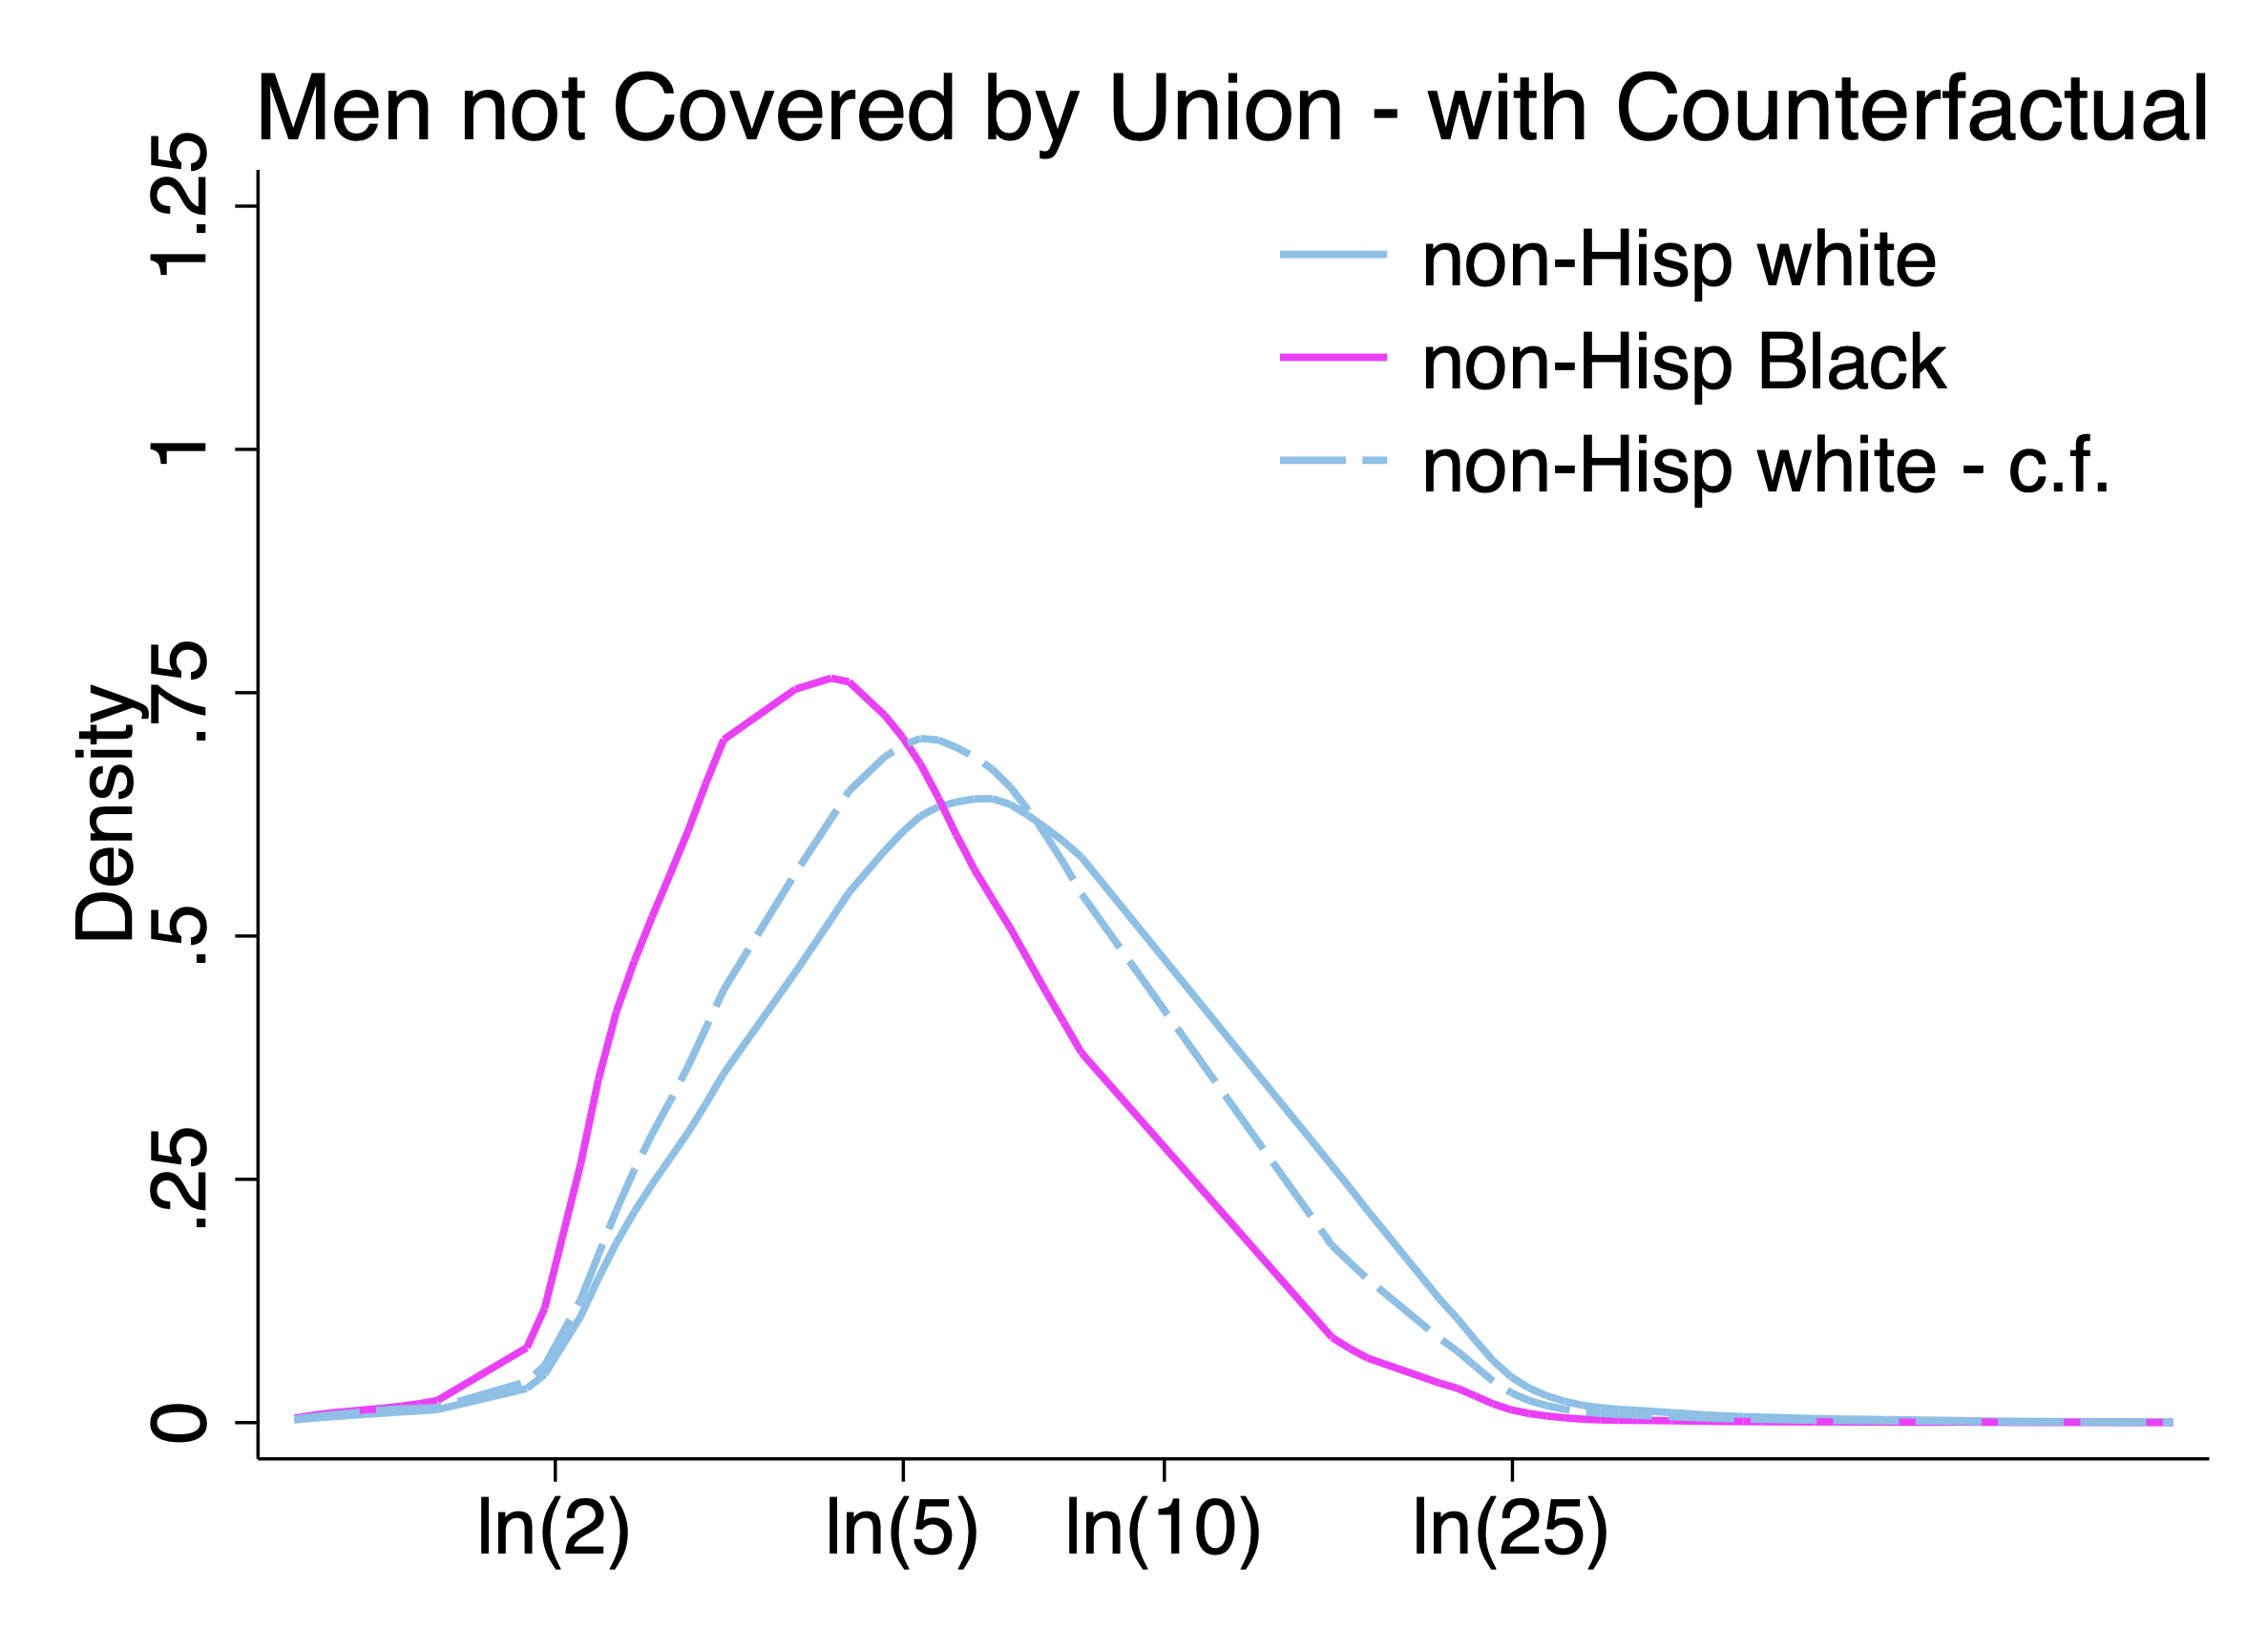 Men not Covered by Union - with Counterfactual
non-Hisp white
non-Hisp Black
non-Hisp white - c.f.
Density
1.25
1
.75
.5
.25
0
ln(2)
ln(5)
ln(10)
ln(25)